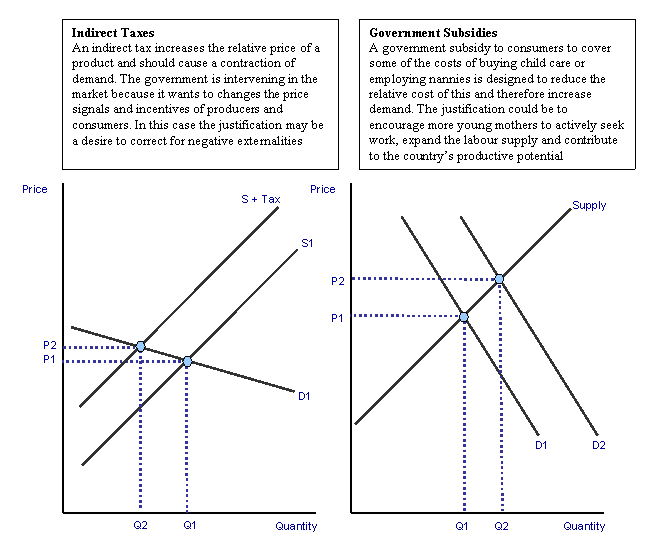 Indirect Taxes
An indirect tax increases the relative price of a
product and should cause a contraction of
demand. The government is intervening in the
market because it wants to changes the price
signals and incentives of producers and
consumers. In this case the justification may be
a desire to correct for negative externalities
Government Subsidies
A government subsidy to consumers to cover
some of the costs of buying child care or
employing nannies is designed to reduce the
relative cost of this and therefore increase
demand. The justification could be to
encourage more young mothers to actively seek
work, expand the labour supply and contribute
to the country's productive potential
Price
S + Tax
S1
P2
P1
D1
Q2
Q1
Quantity
Price
Supply
P2
P1
D1
D2
Q1
Q2
Quantity